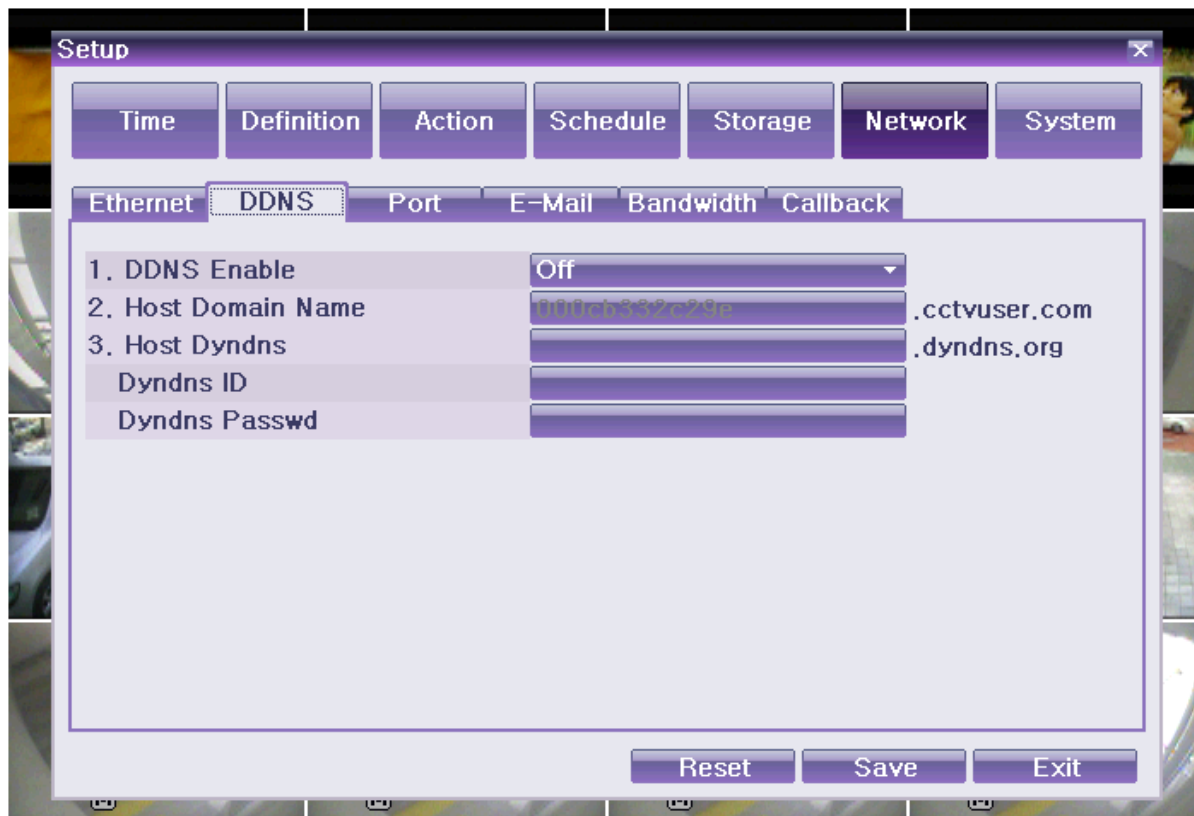 Setup
Time Definition Action Schedule Storage Network System
Ethernet DDNS Port E-Mail Bandwidth Callback
1. DDNS Enable Off
2. Host Domain Name 000cb332c29e .cctvuser.com
3. Host Dyndns .dyndns.org
Dyndns ID
Dyndns Passwd
Reset Save Exit
M M M M